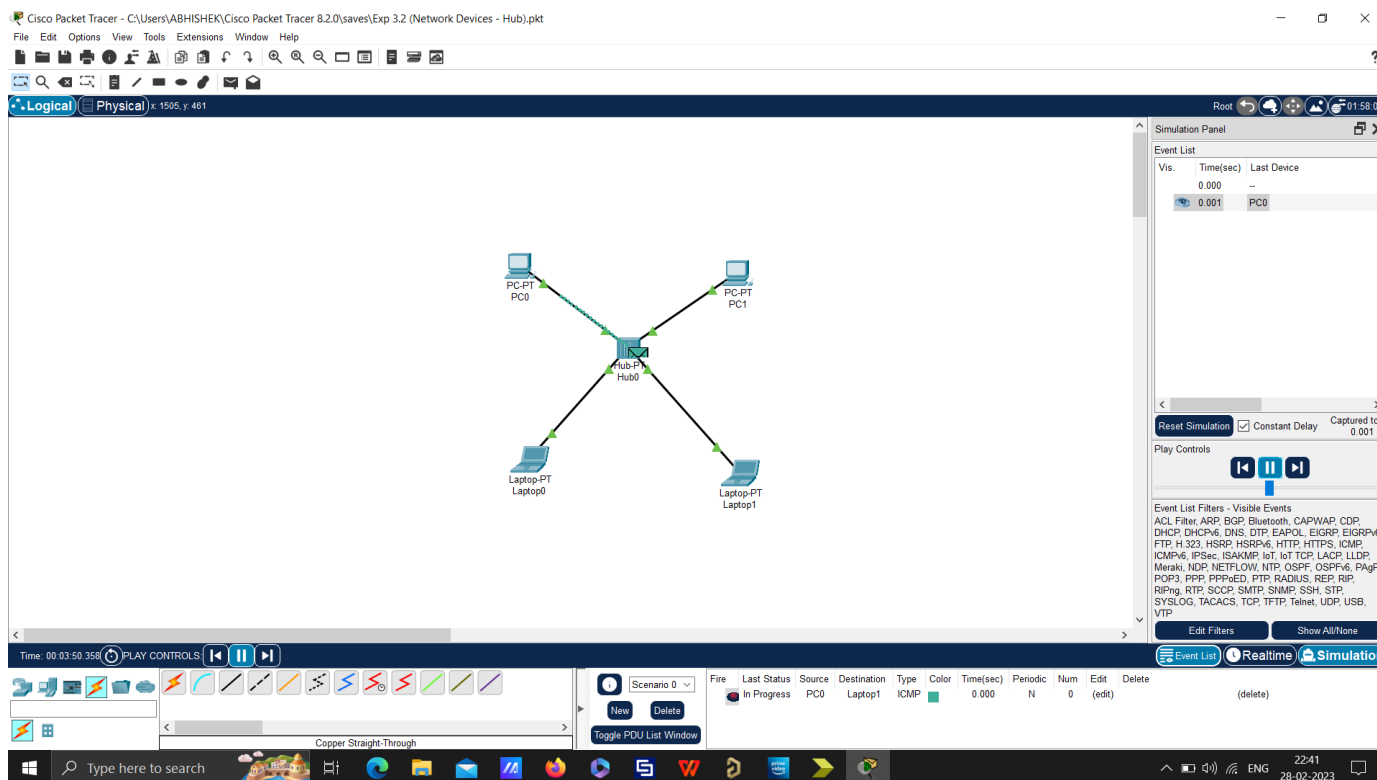 Cisco Packet Tracer - C:\Users\ABHISHEK\Cisco Packet Tracer 8.2.0\saves\Exp 3.2 (Network Devices - Hub).pkt
File Edit Options View Tools Extensions Window Help
?
Logical Physical x: 1505, y: 461 Root 01:58:0
Simulation Panel
Event List
Vis. Time(sec) Last Device
0.000 --
0.001 PC0
PC-PT
PC0
PC-PT
PC1
Hub-PT
Hub0
Laptop-PT
Laptop0
Laptop-PT
Laptop1
Reset Simulation Constant Delay Captured to
0.001
Play Controls
Event List Filters - Visible Events
ACL Filter, ARP, BGP, Bluetooth, CAPWAP, CDP,
DHCP, DHCPv6, DNS, DTP, EAPOL, EIGRP, EIGRPv6
FTP, H.323, HSRP, HSRPv6, HTTP, HTTPS, ICMP,
ICMPv6, IPSec, ISAKMP, IoT, IoT TCP, LACP, LLDP,
Meraki, NDP, NETFLOW, NTP, OSPF, OSPFv6, PAgP
POP3, PPP, PPPoED, PTP, RADIUS, REP, RIP,
RIPng, RTP, SCCP, SMTP, SNMP, SSH, STP,
SYSLOG, TACACS, TCP, TFTP, Telnet, UDP, USB,
VTP
Edit Filters Show All/None
Time: 00:03:50.358 PLAY CONTROLS: Event List Realtime Simulatio
Scenario 0
New Delete
Toggle PDU List Window
Fire Last Status Source Destination Type Color Time(sec) Periodic Num Edit Delete
In Progress PC0 Laptop1 ICMP 0.000 N 0 (edit) (delete)
Copper Straight-Through
Type here to search
prime video
ENG
22:41
28-02-2023